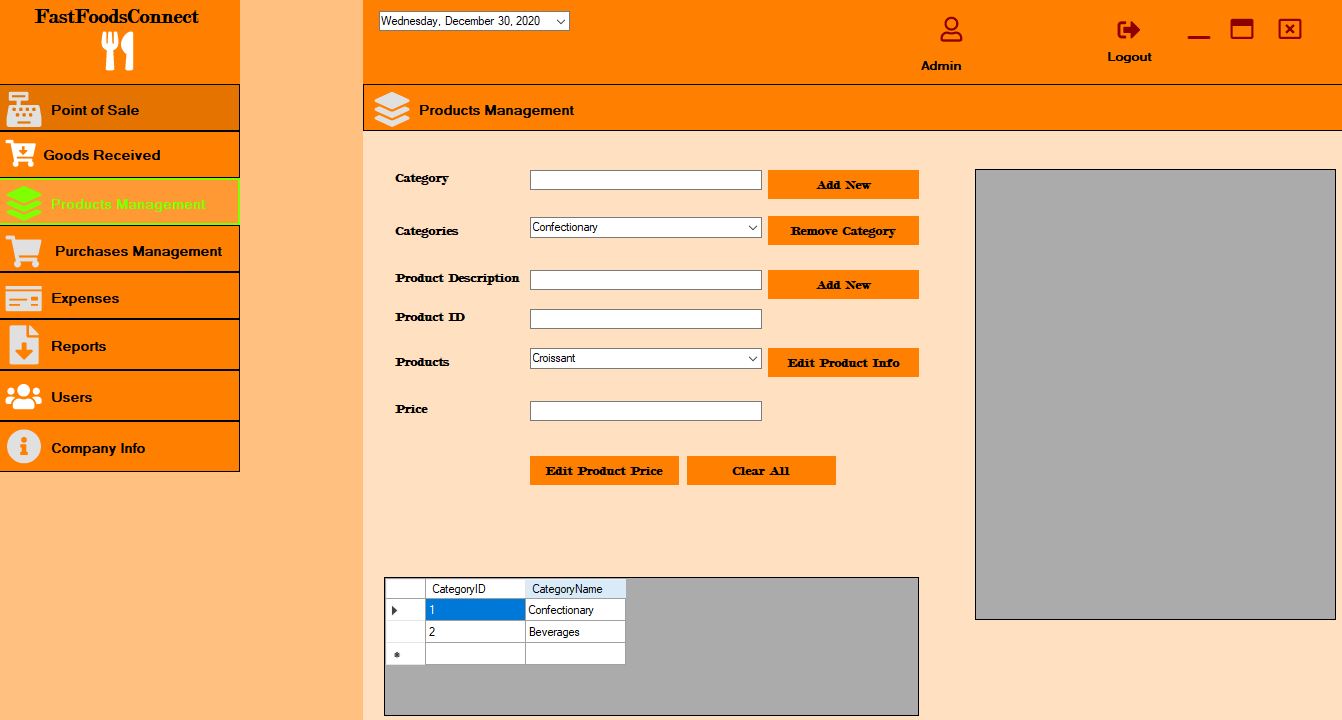 FastFoodsConnect
Wednesday, December 30, 2020
Admin
Logout
Point of Sale
Goods Received
Products Management
Purchases Management
Expenses
Reports
Users
Company Info
Products Management
Category
Add New
Categories
Confectionary
Remove Category
Product Description
Add New
Product ID
Products
Croissant
Edit Product Info
Price
Edit Product Price
Clear All
CategoryID CategoryName
1 Confectionary
2 Beverages